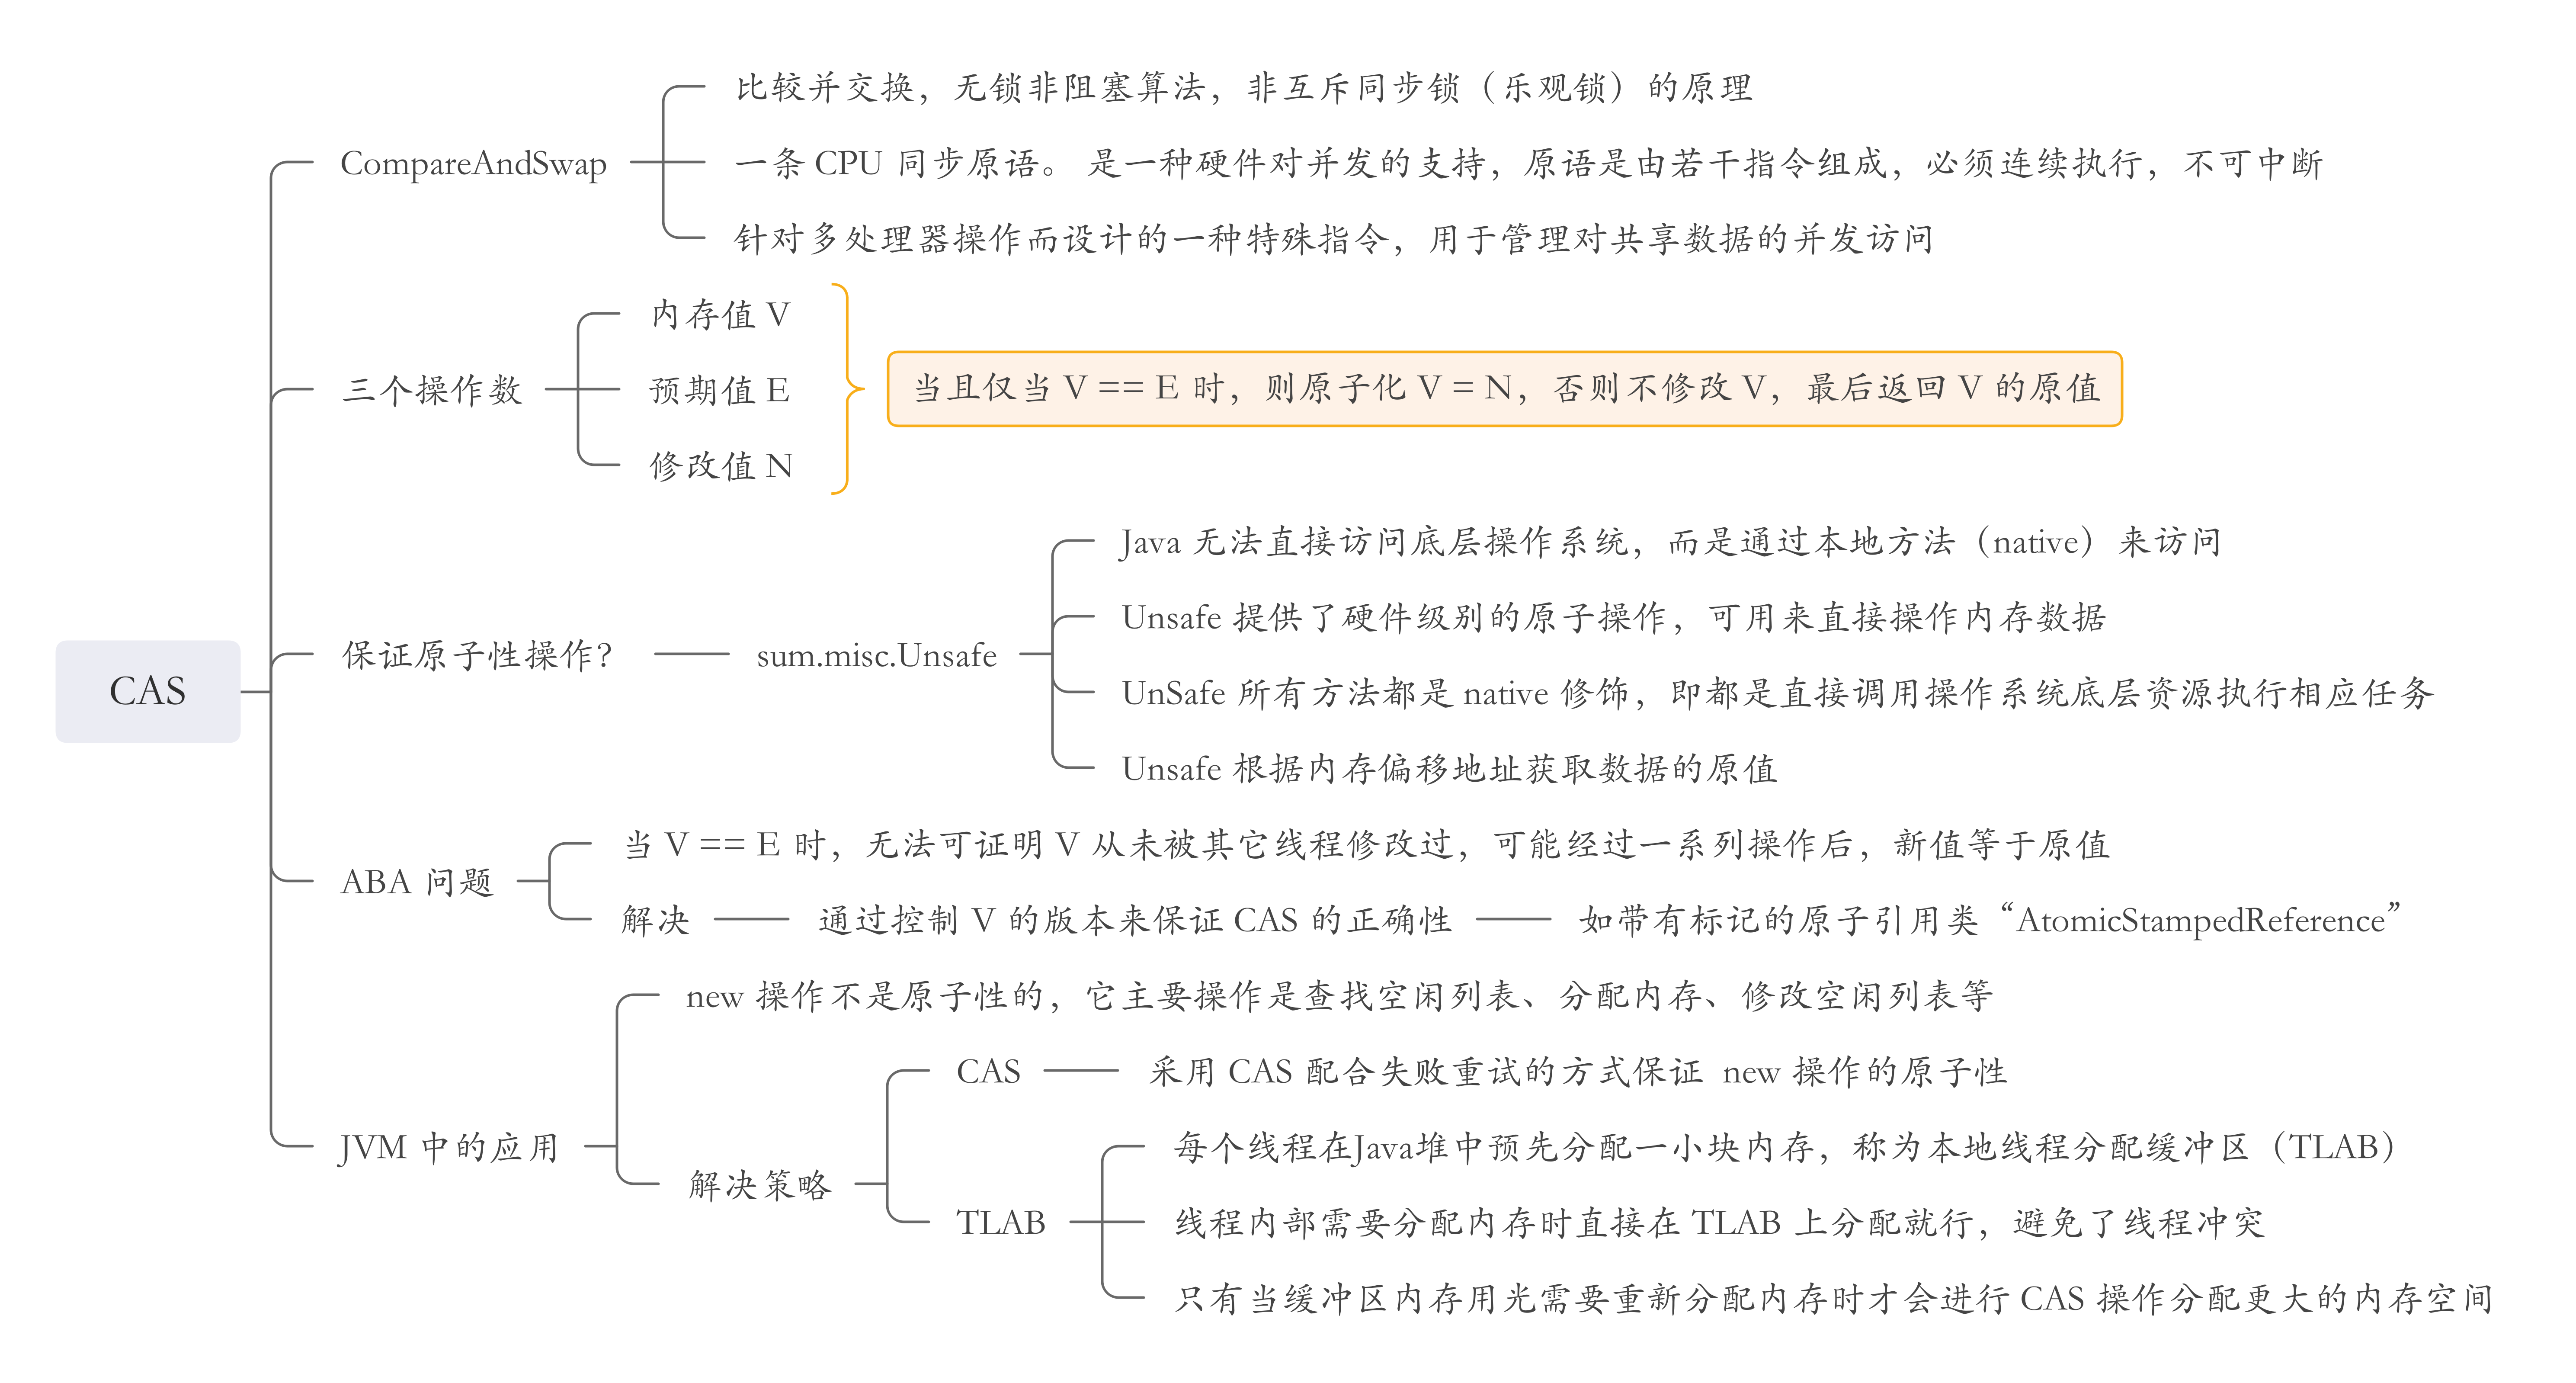 CAS
CompareAndSwap
比较并交换，无锁非阻塞算法，非互斥同步锁（乐观锁）的原理
一条 CPU 同步原语。 是一种硬件对并发的支持，原语是由若干指令组成，必须连续执行，不可中断
针对多处理器操作而设计的一种特殊指令，用于管理对共享数据的并发访问
三个操作数
内存值 V
预期值 E
修改值 N
当且仅当 V == E 时，则原子化 V = N，否则不修改 V，最后返回 V 的原值
保证原子性操作？
sum.misc.Unsafe
Java 无法直接访问底层操作系统，而是通过本地方法（native）来访问
Unsafe 提供了硬件级别的原子操作，可用来直接操作内存数据
UnSafe 所有方法都是 native 修饰，即都是直接调用操作系统底层资源执行相应任务
Unsafe 根据内存偏移地址获取数据的原值
ABA 问题
当 V == E 时，无法可证明 V 从未被其它线程修改过，可能经过一系列操作后，新值等于原值
解决
通过控制 V 的版本来保证 CAS 的正确性
如带有标记的原子引用类“AtomicStampedReference”
JVM 中的应用
new 操作不是原子性的，它主要操作是查找空闲列表、分配内存、修改空闲列表等
解决策略
CAS
采用 CAS 配合失败重试的方式保证 new 操作的原子性
TLAB
每个线程在Java堆中预先分配一小块内存，称为本地线程分配缓冲区（TLAB）
线程内部需要分配内存时直接在 TLAB 上分配就行，避免了线程冲突
只有当缓冲区内存用光需要重新分配内存时才会进行 CAS 操作分配更大的内存空间